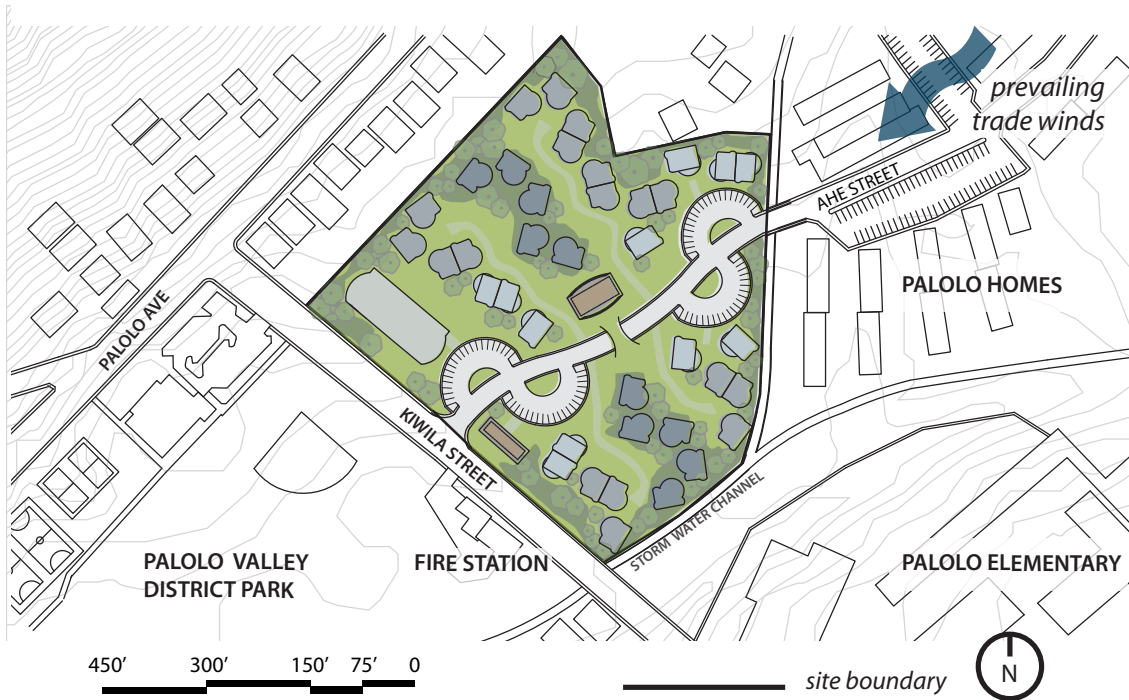 prevailing
trade winds
AHE STREET
PALOLO HOMES
PALOLO AVE
KIWILA STREET
STORM WATER CHANNEL
PALOLO VALLEY
DISTRICT PARK
FIRE STATION
PALOLO ELEMENTARY
450’ 300’ 150’ 75’ 0
site boundary
N